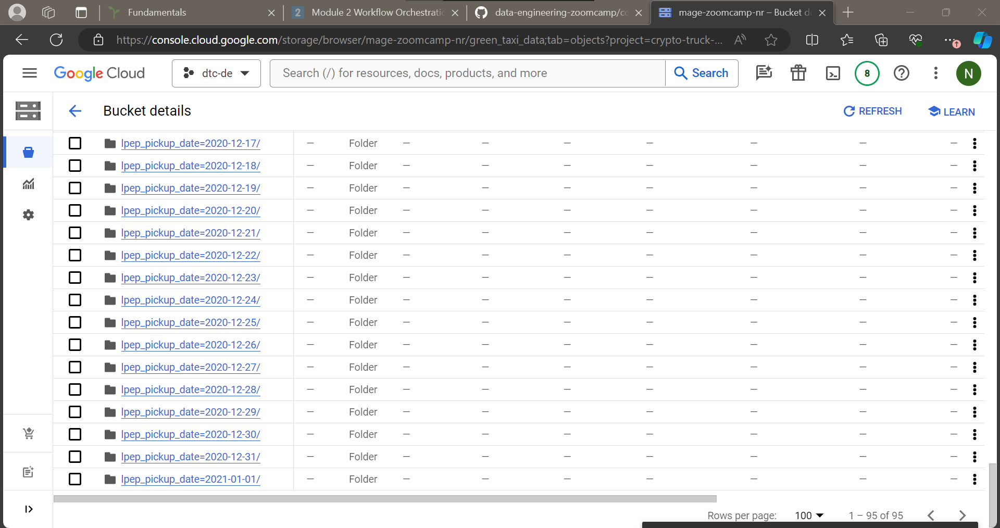 Fundamentals
2 Module 2 Workflow Orchestratio
data-engineering-zoomcamp/co
mage-zoomcamp-nr – Bucket d
https://console.cloud.google.com/storage/browser/mage-zoomcamp-nr/green_taxi_data;tab=objects?project=crypto-truck-...
Google Cloud
dtc-de
Search (/) for resources, docs, products, and more
Search
8
N
Bucket details
REFRESH
LEARN
lpep_pickup_date=2020-12-17/ — Folder — — — — — — —
lpep_pickup_date=2020-12-18/ — Folder — — — — — — —
lpep_pickup_date=2020-12-19/ — Folder — — — — — — —
lpep_pickup_date=2020-12-20/ — Folder — — — — — — —
lpep_pickup_date=2020-12-21/ — Folder — — — — — — —
lpep_pickup_date=2020-12-22/ — Folder — — — — — — —
lpep_pickup_date=2020-12-23/ — Folder — — — — — — —
lpep_pickup_date=2020-12-24/ — Folder — — — — — — —
lpep_pickup_date=2020-12-25/ — Folder — — — — — — —
lpep_pickup_date=2020-12-26/ — Folder — — — — — — —
lpep_pickup_date=2020-12-27/ — Folder — — — — — — —
lpep_pickup_date=2020-12-28/ — Folder — — — — — — —
lpep_pickup_date=2020-12-29/ — Folder — — — — — — —
lpep_pickup_date=2020-12-30/ — Folder — — — — — — —
lpep_pickup_date=2020-12-31/ — Folder — — — — — — —
lpep_pickup_date=2021-01-01/ — Folder — — — — — — —
Rows per page: 100 1 – 95 of 95